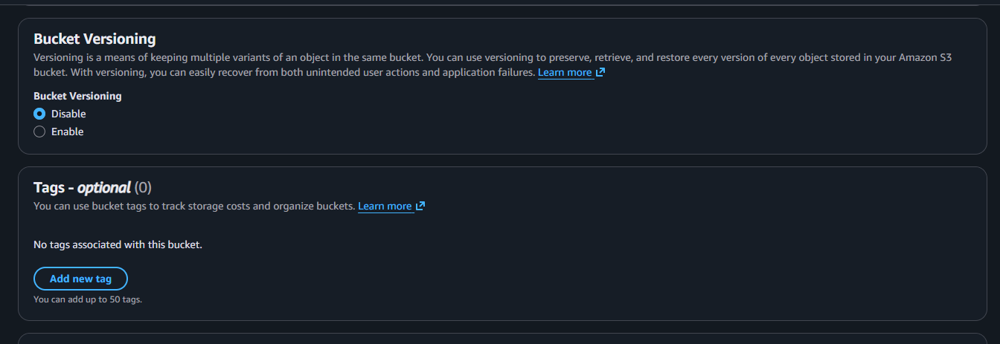 Bucket Versioning
Versioning is a means of keeping multiple variants of an object in the same bucket. You can use versioning to preserve, retrieve, and restore every version of every object stored in your Amazon S3
bucket. With versioning, you can easily recover from both unintended user actions and application failures. Learn more
Bucket Versioning
Disable
Enable
Tags - optional (0)
You can use bucket tags to track storage costs and organize buckets. Learn more
No tags associated with this bucket.
Add new tag
You can add up to 50 tags.